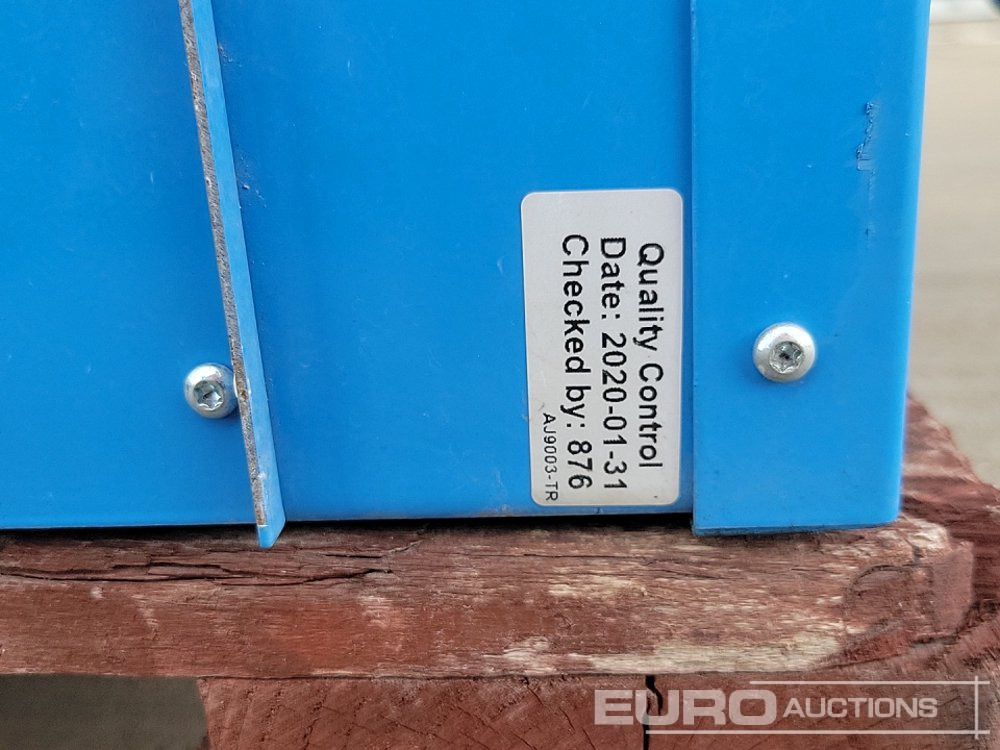 Quality Control
Date: 2020-01-31
Checked by: 876
AJ9003-TR
EURO AUCTIONS